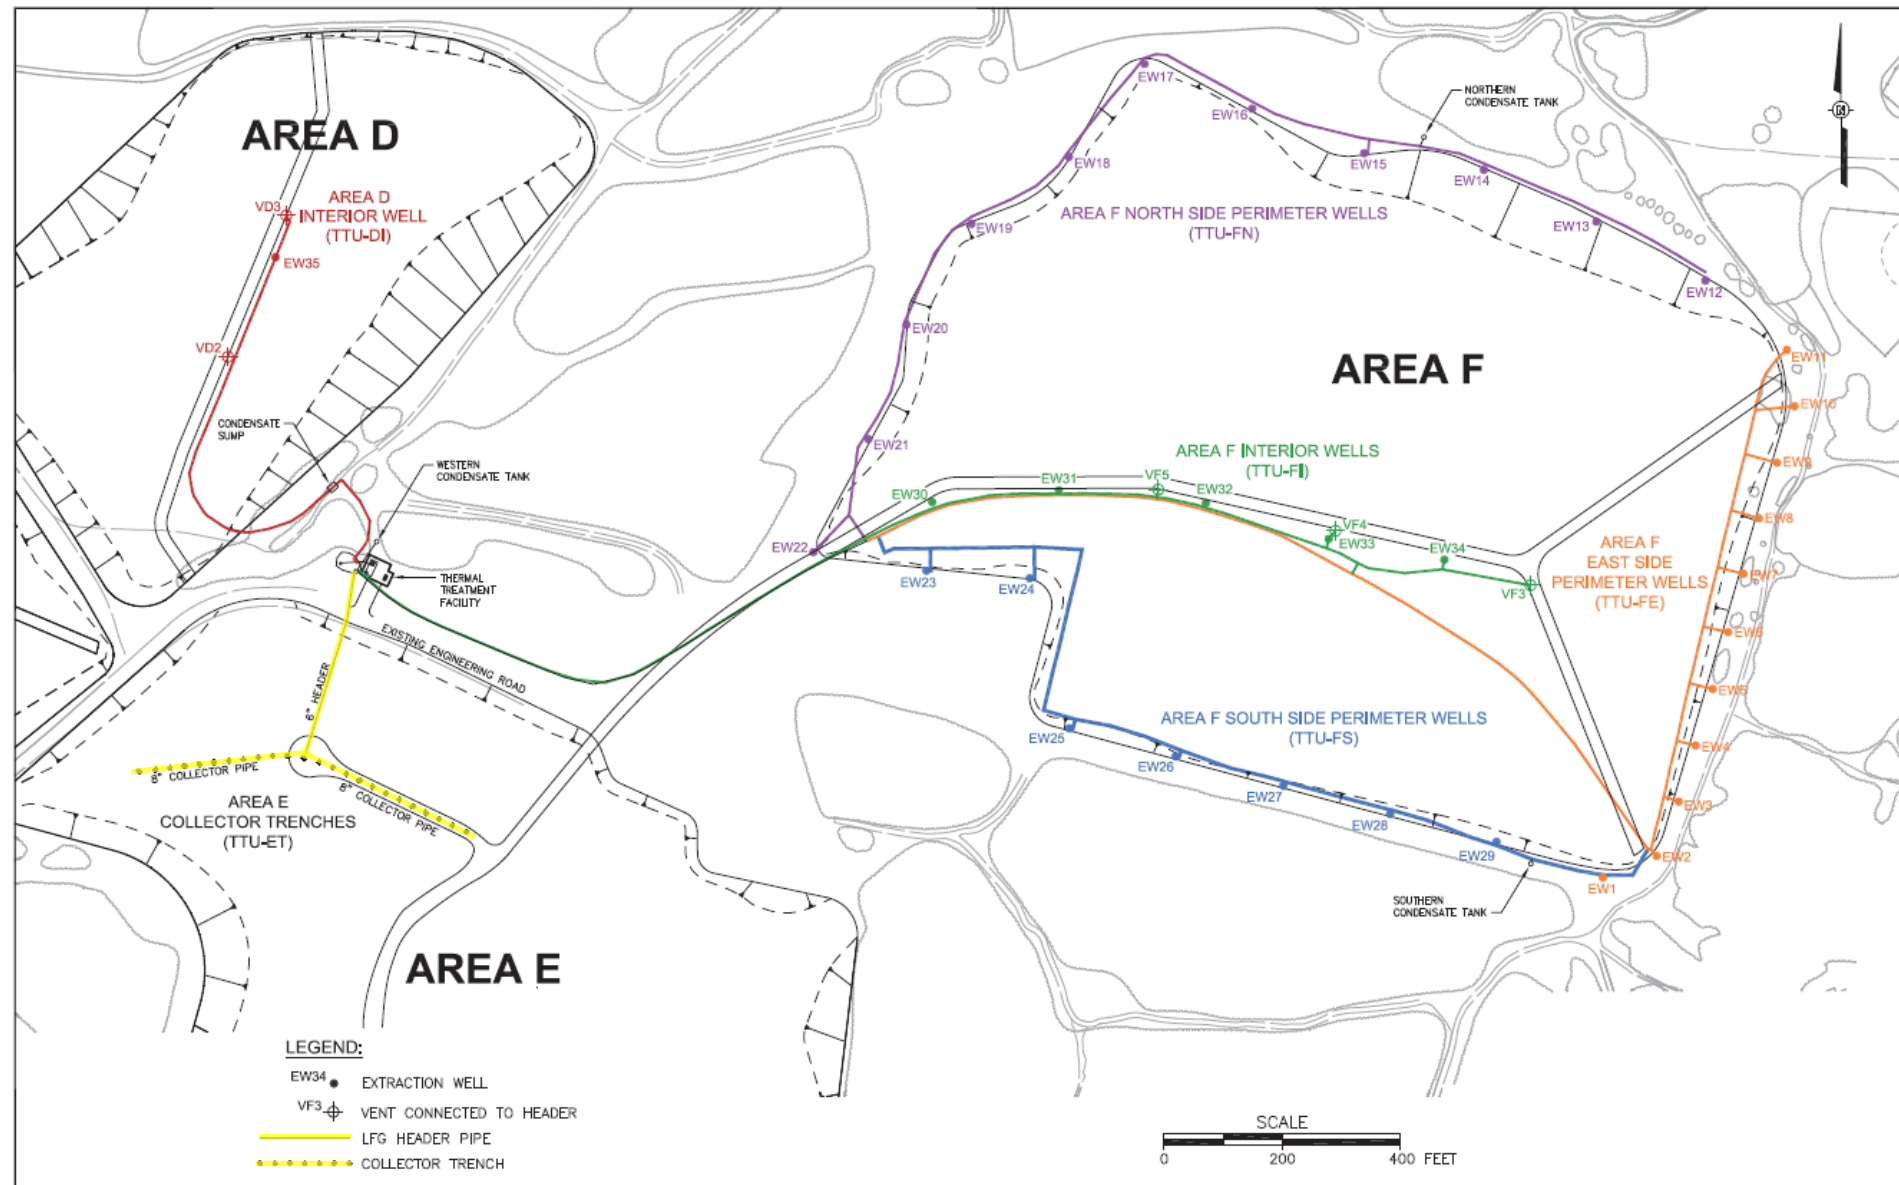 AREA D
VD3
AREA D
INTERIOR WELL
(TTU-DI)
EW35
VD2
CONDENSATE
SUMP
WESTERN
CONDENSATE TANK
THERMAL
TREATMENT
FACILITY
EXISTING ENGINEERING ROAD
6" HEADER
8" COLLECTOR PIPE
8" COLLECTOR PIPE
AREA E
COLLECTOR TRENCHES
(TTU-ET)
AREA E
EW17
EW16
NORTHERN
CONDENSATE TANK
EW18
EW15
EW14
AREA F NORTH SIDE PERIMETER WELLS
(TTU-FN)
EW19
EW13
EW12
EW20
AREA F
EW11
EW10
EW21
AREA F INTERIOR WELLS
(TTU-FI)
EW9
EW30
EW31
VF5
EW32
VF4
EW33
EW8
EW22
EW34
AREA F
EAST SIDE
PERIMETER WELLS
(TTU-FE)
EW23
EW24
EW7
VF3
EW6
EW5
AREA F SOUTH SIDE PERIMETER WELLS
(TTU-FS)
EW25
EW4
EW26
EW27
EW3
EW28
EW29
EW2
EW1
SOUTHERN
CONDENSATE TANK
LEGEND:
EW34 EXTRACTION WELL
VF3 VENT CONNECTED TO HEADER
LFG HEADER PIPE
COLLECTOR TRENCH
SCALE
0 200 400 FEET